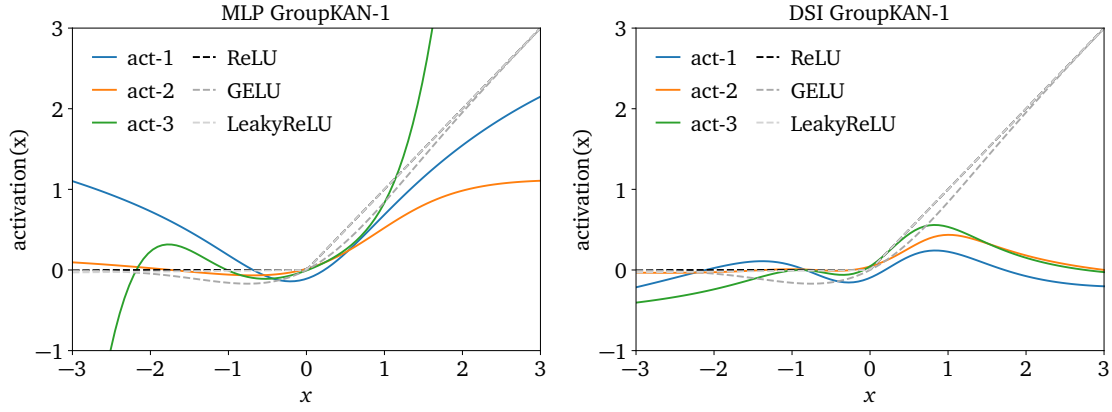 MLP GroupKAN-1
3
2
1
0
−1
−3
−2
−1
0
1
2
3
x
activation(x)
act-1
act-2
act-3
ReLU
GELU
LeakyReLU
DSI GroupKAN-1
3
2
1
0
−1
−3
−2
−1
0
1
2
3
x
activation(x)
act-1
act-2
act-3
ReLU
GELU
LeakyReLU